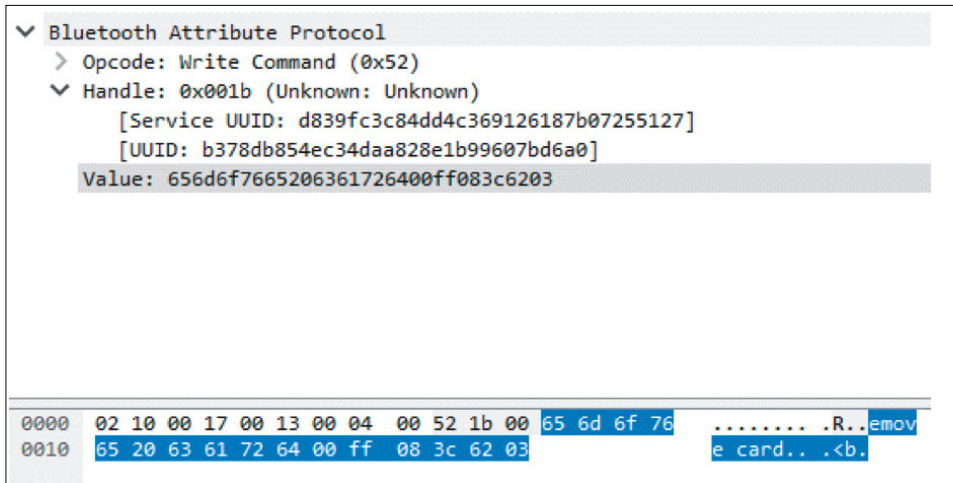 Bluetooth Attribute Protocol
Opcode: Write Command (0x52)
Handle: 0x001b (Unknown: Unknown)
[Service UUID: d839fc3c84dd4c369126187b07255127]
[UUID: b378db854ec34daa828e1b99607bd6a0]
Value: 656d6f7665206361726400ff083c6203
0000 02 10 00 17 00 13 00 04 00 52 1b 00 65 6d 6f 76 ........ .R..emov
0010 65 20 63 61 72 64 00 ff 08 3c 62 03 e card.. .<b.